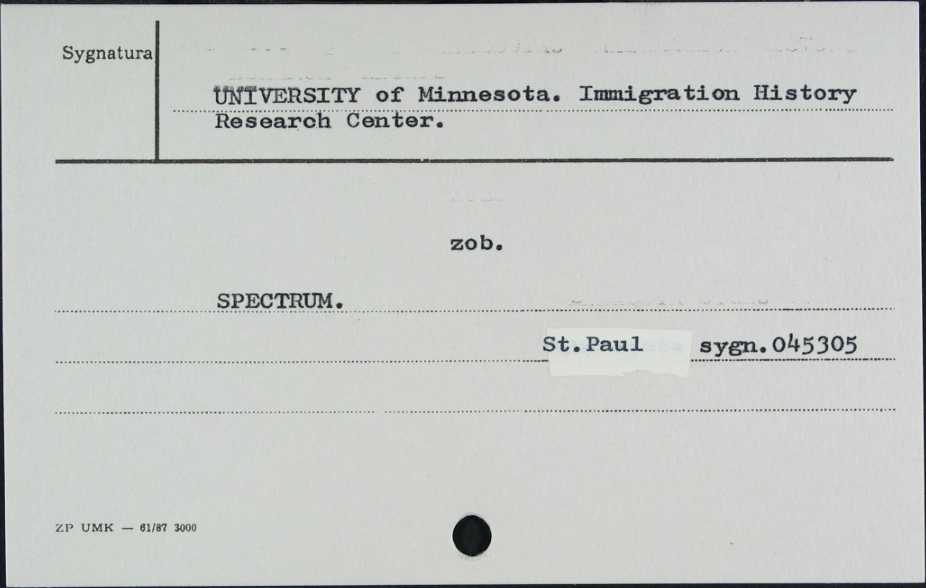 Sygnatura
UNIVERSITY of Minnesota. Immigration History
Research Center.
zob.
SPECTRUM.
St.Paul sygn.045305
ZP UMK — 61/87 3000